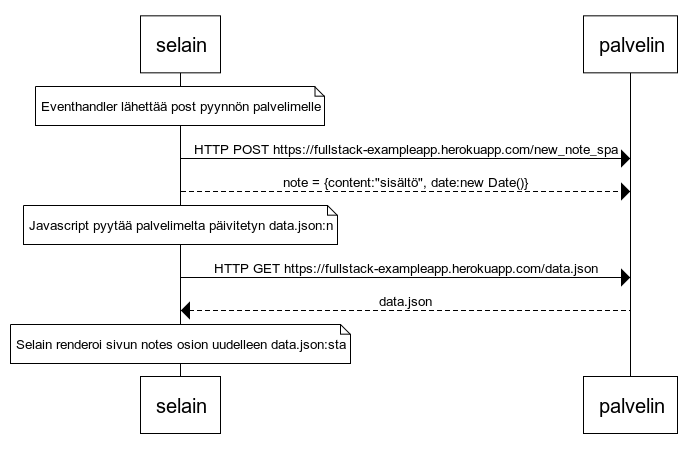 selain
palvelin
Eventhandler lähettää post pyynnön palvelimelle
HTTP POST https://fullstack-exampleapp.herokuapp.com/new_note_spa
note = {content:"sisältö", date:new Date()}
Javascript pyytää palvelimelta päivitetyn data.json:n
HTTP GET https://fullstack-exampleapp.herokuapp.com/data.json
data.json
Selain renderoi sivun notes osion uudelleen data.json:sta
selain
palvelin